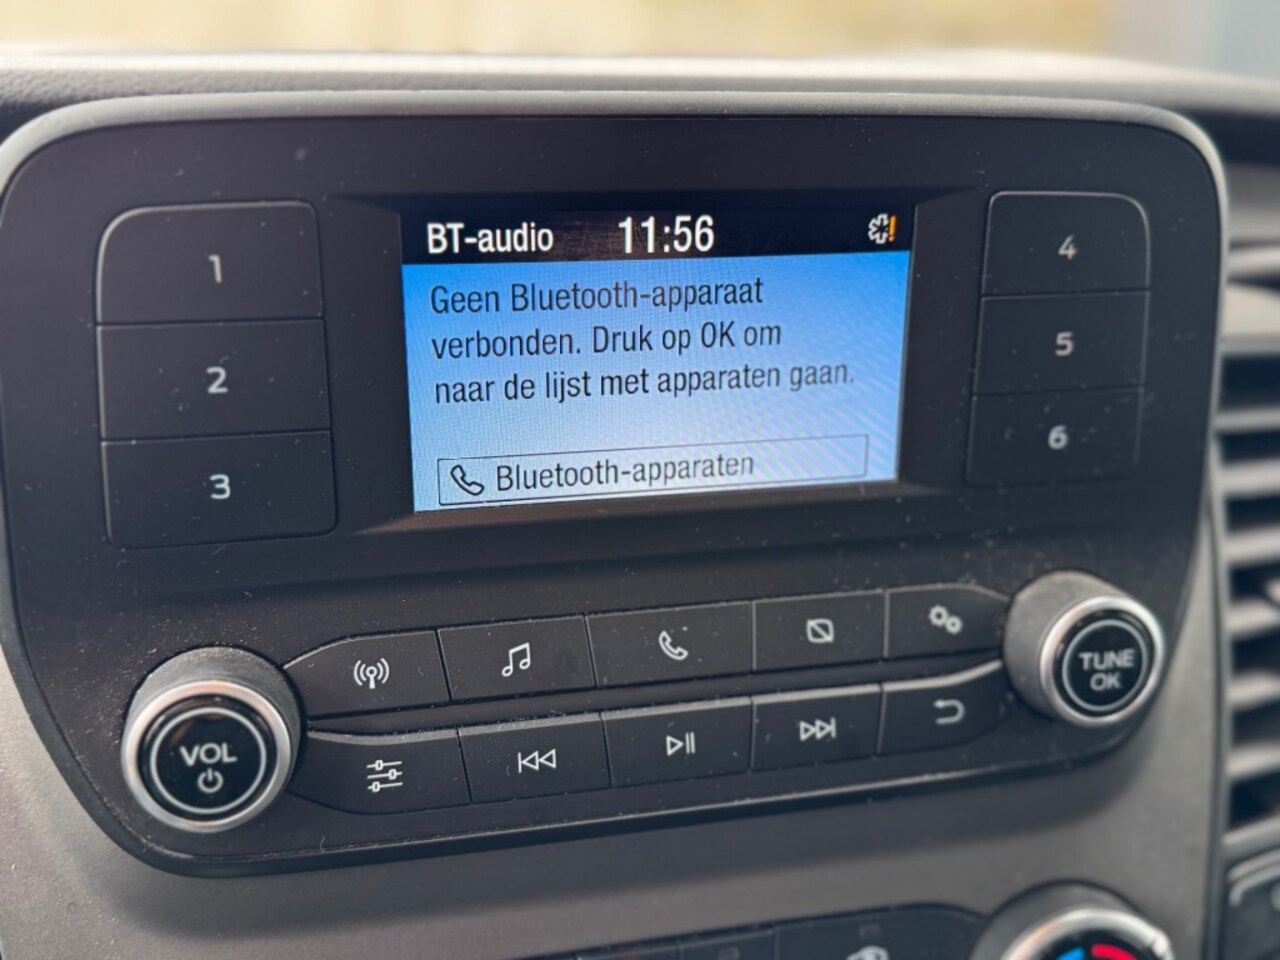 BT-audio 11:56
Geen Bluetooth-apparaat
verbonden. Druk op OK om
naar de lijst met apparaten gaan.
Bluetooth-apparaten
1
2
3
4
5
6
VOL
TUNE
OK